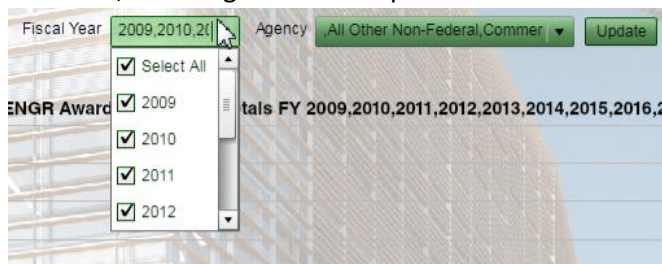 Fiscal Year 2009,2010,20 Agency ,All Other Non-Federal,Commer Update
Select All
ENGR Award tals FY 2009,2010,2011,2012,2013,2014,2015,2016,2
2009
2010
2011
2012